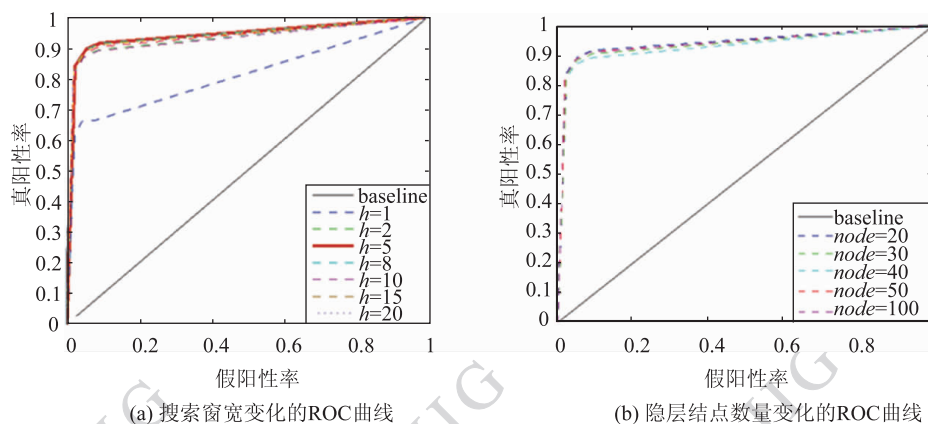 1
0.9
0.8
0.7
0.6
0.5
0.4
0.3
0.2
0.1
0
真阳性率
baseline
h=1
h=2
h=5
h=8
h=10
h=15
h=20
0 0.2 0.4 0.6 0.8 1
假阳性率
(a) 搜索窗宽变化的ROC曲线
1
0.9
0.8
0.7
0.6
0.5
0.4
0.3
0.2
0.1
0
真阳性率
baseline
node=20
node=30
node=40
node=50
node=100
0 0.2 0.4 0.6 0.8
假阳性率
(b) 隐层结点数量变化的ROC曲线